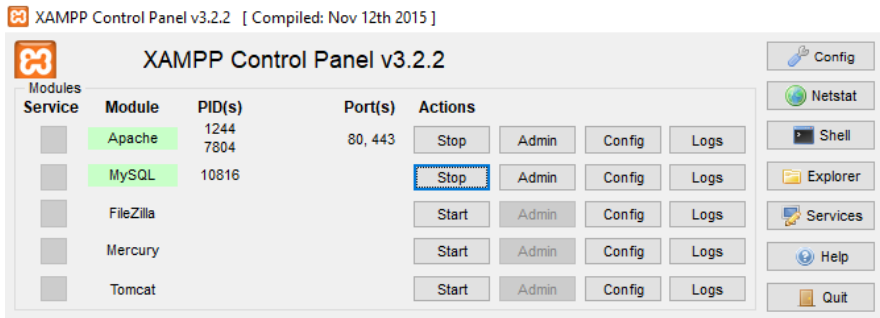 XAMPP Control Panel v3.2.2 [ Compiled: Nov 12th 2015 ]
XAMPP Control Panel v3.2.2
Modules
Service Module PID(s) Port(s) Actions
Apache 1244 7804 80, 443 Stop Admin Config Logs
MySQL 10816 Stop Admin Config Logs
FileZilla Start Admin Config Logs
Mercury Start Admin Config Logs
Tomcat Start Admin Config Logs
Config
Netstat
Shell
Explorer
Services
Help
Quit